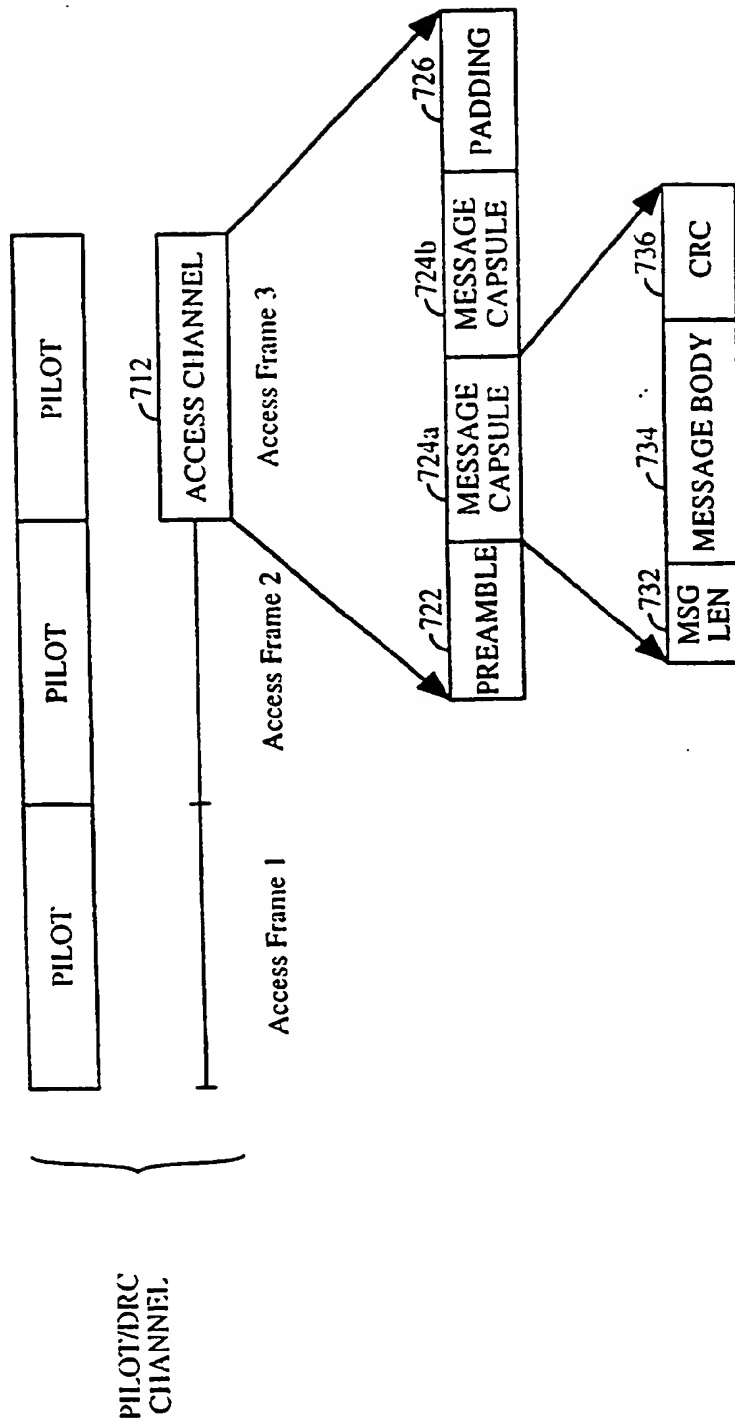 PILOT/DRC
CHANNEL
PILOT
PILOT
PILOT
712
ACCESS CHANNEL
Access Frame 1
Access Frame 2
Access Frame 3
722
724a
724b
726
PREAMBLE
MESSAGE
CAPSULE
MESSAGE
CAPSULE
PADDING
732
734
736
MSG
LEN
MESSAGE BODY
CRC